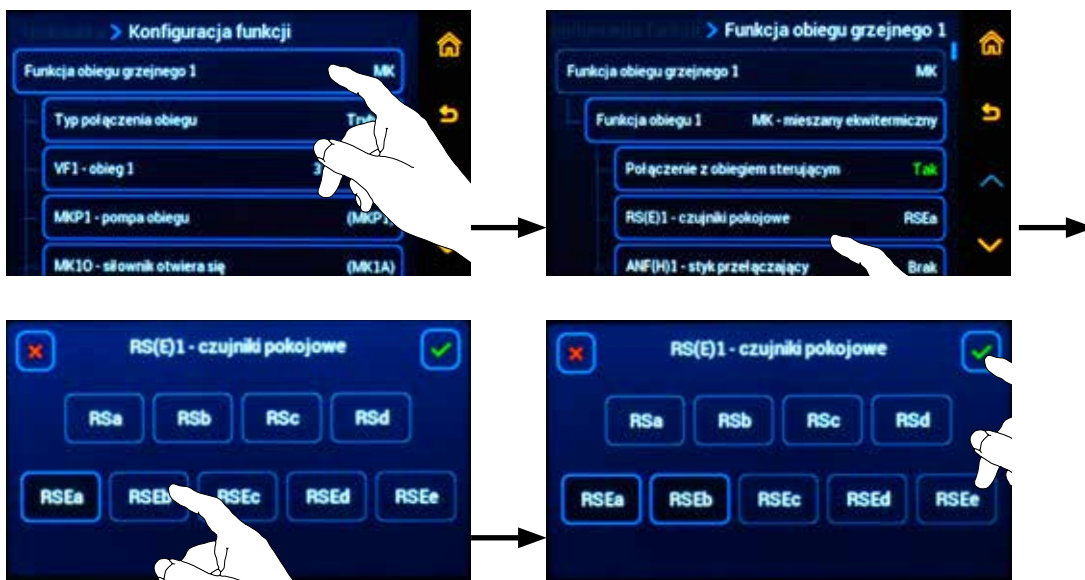 > Konfiguracja funkcji
Funkcja obiegu grzejnego 1 MK
Typ połączenia obiegu
VF1 - obieg 1 3
MKP1 - pompa obiegu (MKP1)
MK1O - siłownik otwiera się (MK1A)
> Funkcja obiegu grzejnego 1
Funkcja obiegu grzejnego 1 MK
Funkcja obiegu 1 MK - mieszany ekwitermiczny
Połączenie z obiegiem sterującym Tak
RS(E)1 - czujniki pokojowe RSEa
ANF(H)1 - styk przełączający Brak
RS(E)1 - czujniki pokojowe
RSa RSb RSc RSd
RSEa RSEb RSEc RSEd RSEe
RS(E)1 - czujniki pokojowe
RSa RSb RSc RSd
RSEa RSEb RSEc RSEd RSEe